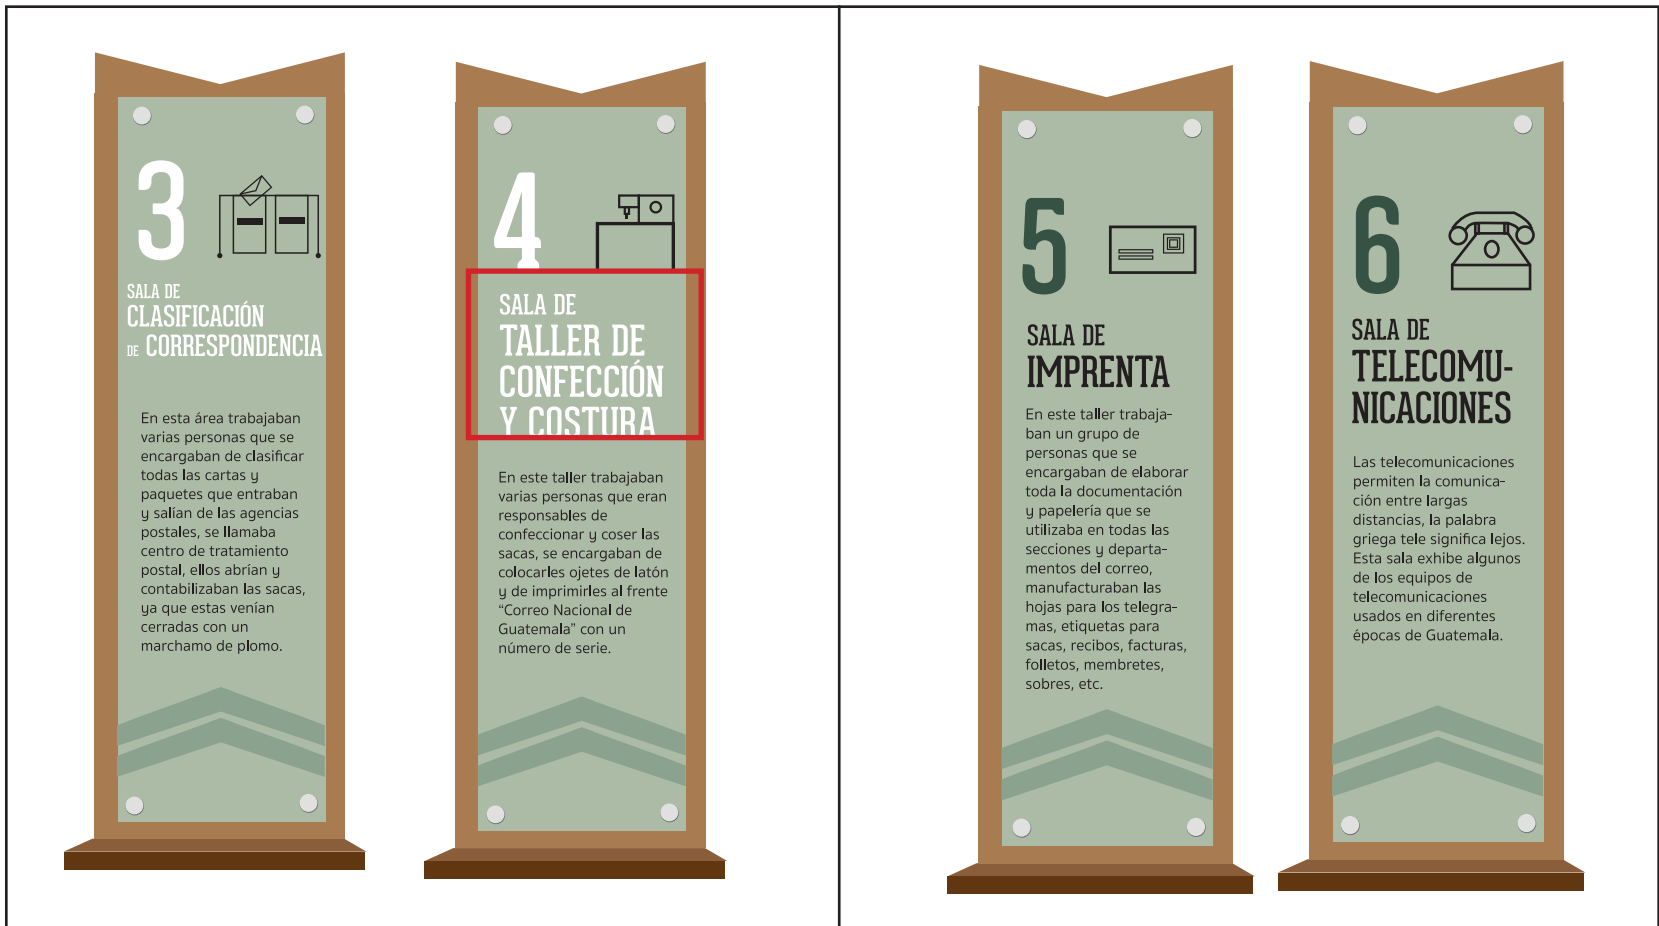 3
SALA DE
CLASIFICACIÓN
DE CORRESPONDENCIA
En esta área trabajaban
varias personas que se
encargaban de clasificar
todas las cartas y
paquetes que entraban
y salían de las agencias
postales, se llamaba
centro de tratamiento
postal, ellos abrían y
contabilizaban las sacas,
ya que estas venían
cerradas con un
marchamo de plomo.
4
SALA DE
TALLER DE
CONFECCIÓN
Y COSTURA
En este taller trabajaban
varias personas que eran
responsables de
confeccionar y coser las
sacas, se encargaban de
colocarles ojetes de latón
y de imprimirles al frente
“Correo Nacional de
Guatemala” con un
número de serie.
5
SALA DE
IMPRENTA
En este taller trabaja-
ban un grupo de
personas que se
encargaban de elaborar
toda la documentación
y papelería que se
utilizaba en todas las
secciones y departa-
mentos del correo,
manufacturaban las
hojas para los telegra-
mas, etiquetas para
sacas, recibos, facturas,
folletos, membretes,
sobres, etc.
6
SALA DE
TELECOMU-
NICACIONES
Las telecomunicaciones
permiten la comunica-
ción entre largas
distancias, la palabra
griega tele significa lejos.
Esta sala exhibe algunos
de los equipos de
telecomunicaciones
usados en diferentes
épocas de Guatemala.